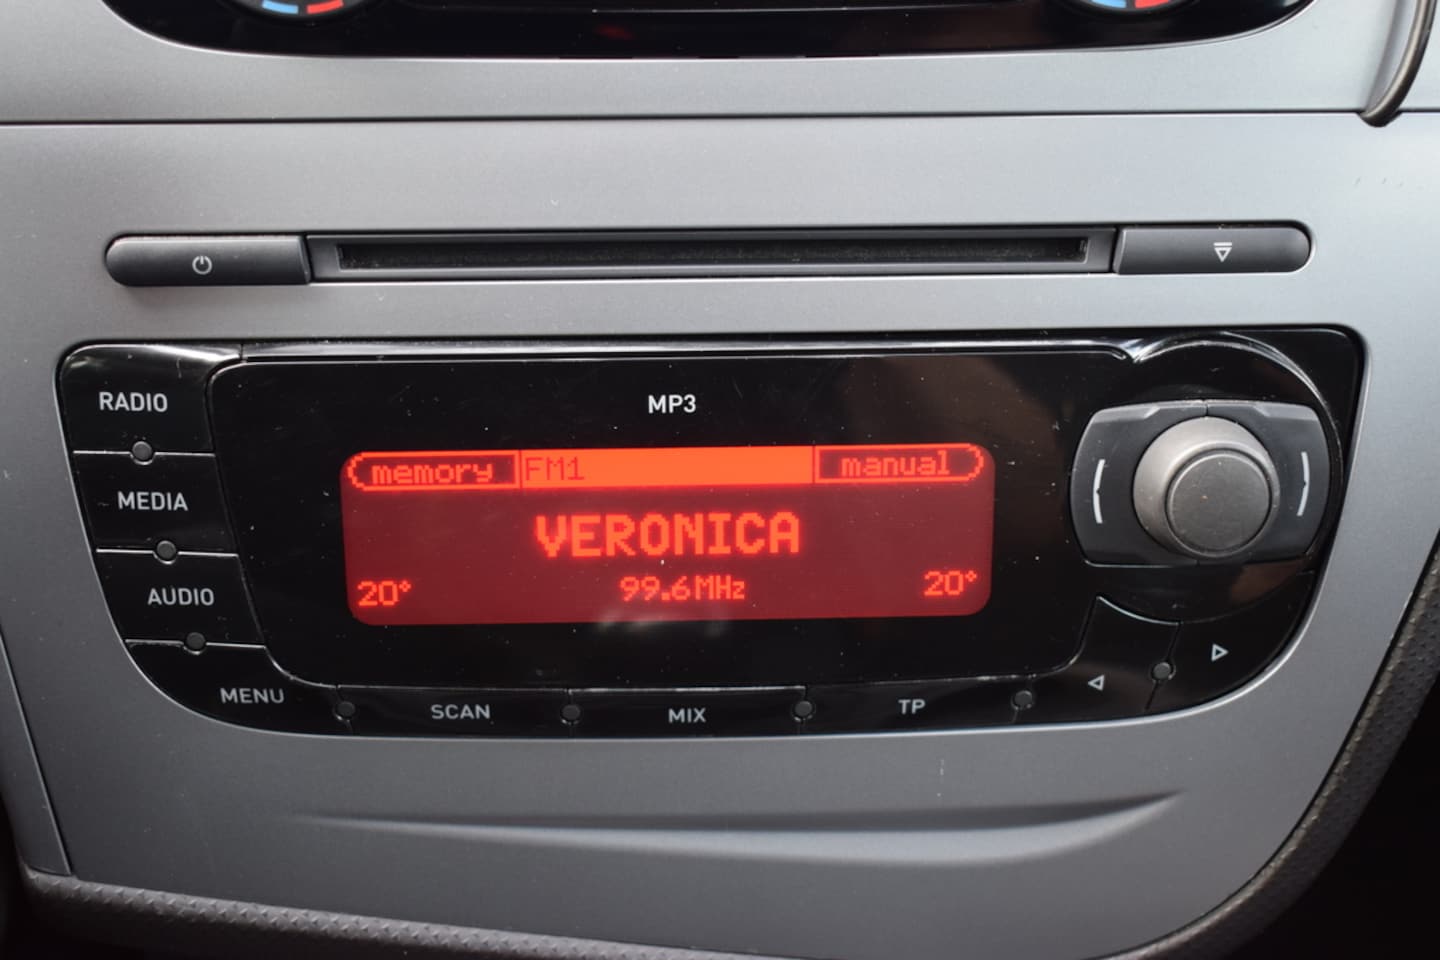 RADIO
MP3
memory FM1 manual
MEDIA
VERONICA
20° 99.6MHz 20°
AUDIO
MENU SCAN MIX TP